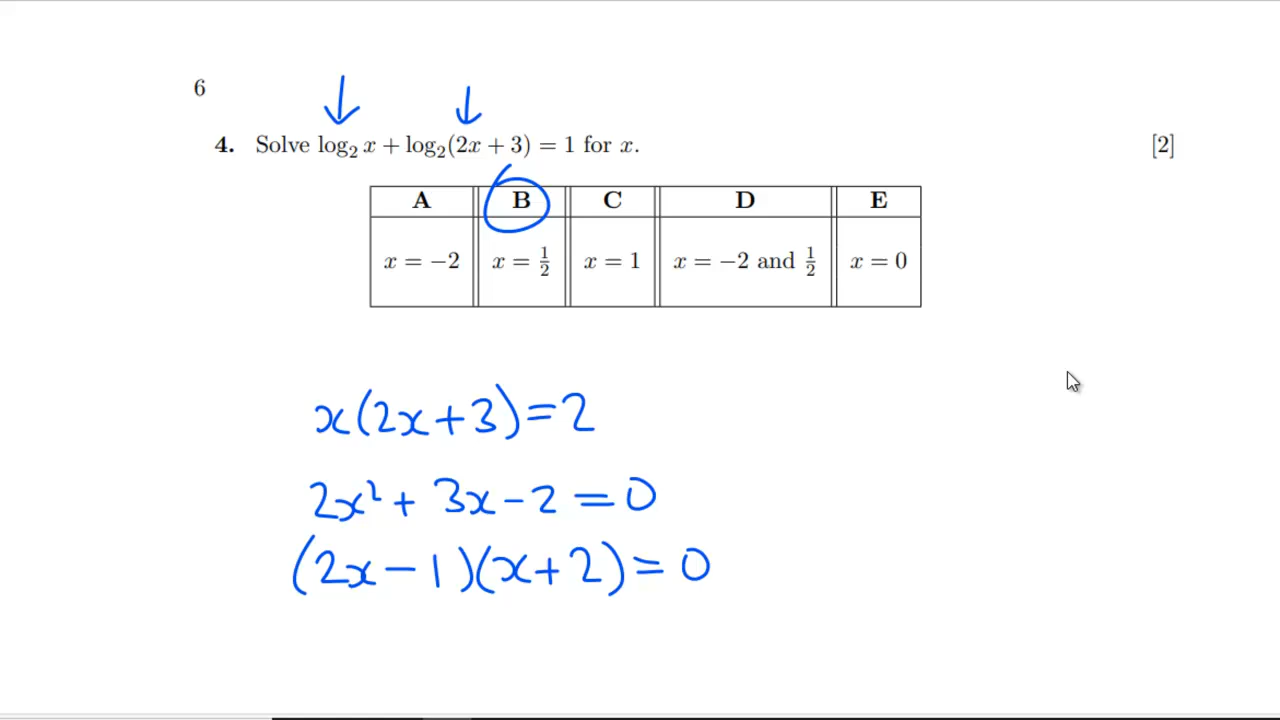 6
4. Solve log₂ x + log₂(2x + 3) = 1 for x. [2]
A B C D E
x = −2 x = 1/2 x = 1 x = −2 and 1/2 x = 0
x(2x+3)=2
2x² + 3x − 2 = 0
(2x − 1)(x + 2) = 0